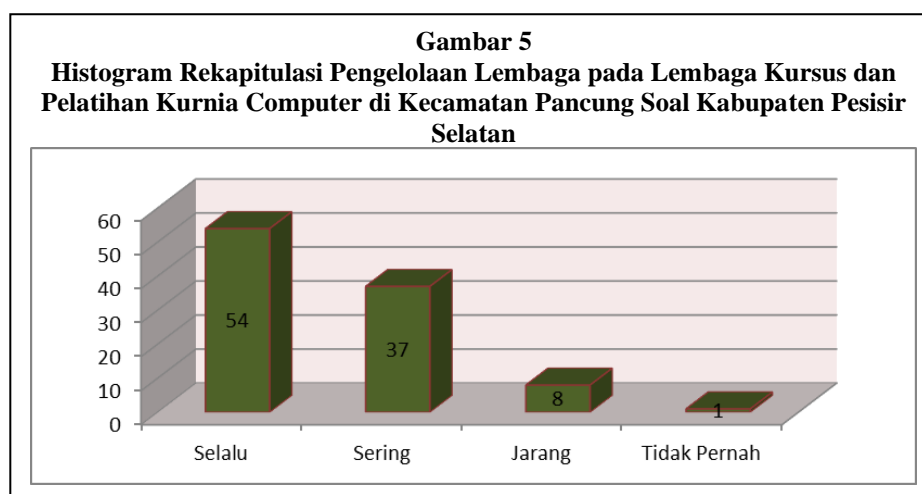 Gambar 5
Histogram Rekapitulasi Pengelolaan Lembaga pada Lembaga Kursus dan
Pelatihan Kurnia Computer di Kecamatan Pancung Soal Kabupaten Pesisir
Selatan
60
50
40
30
20
10
0
54
37
8
1
Selalu
Sering
Jarang
Tidak Pernah